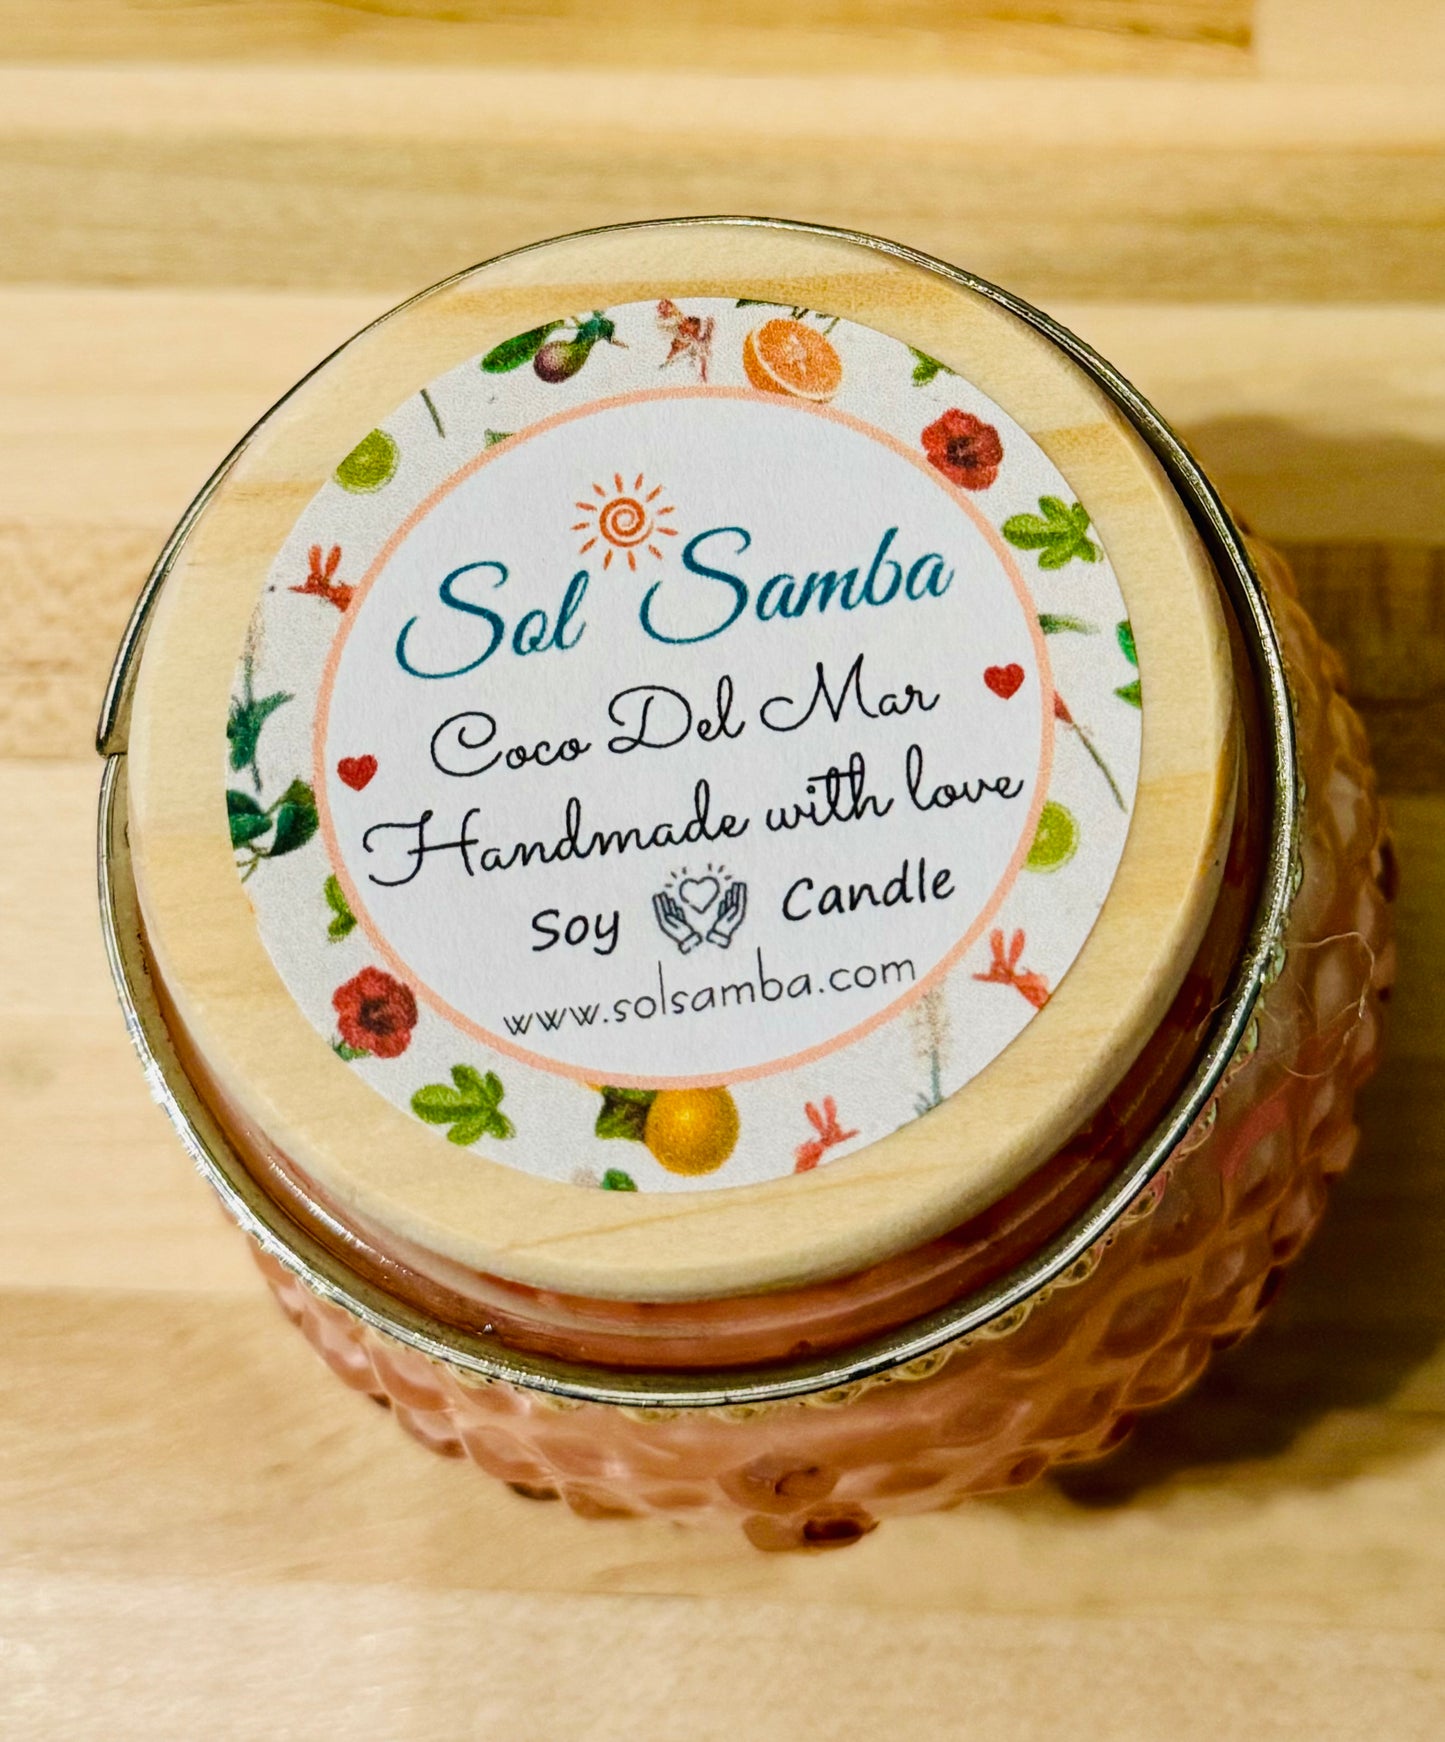 Sol Samba
Coco Del Mar
Handmade with love
Soy Candle
www.solsamba.com